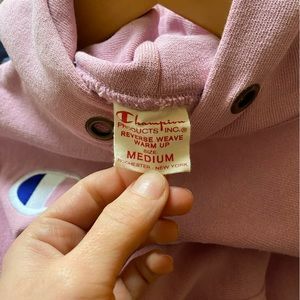 Champion
PRODUCTS INC.®
REVERSE WEAVE
WARM UP
SIZE
MEDIUM
ROCHESTER - NEW YORK